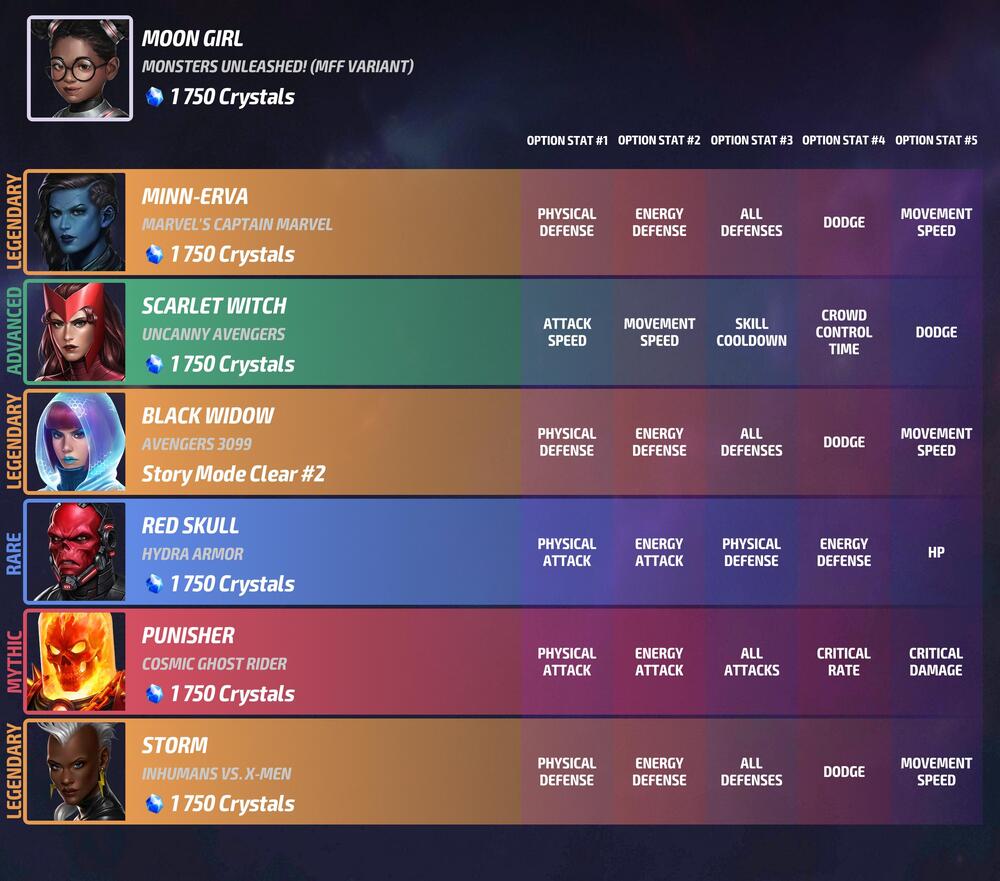 MOON GIRL
MONSTERS UNLEASHED! (MFF VARIANT)
1 750 Crystals
OPTION STAT #1 OPTION STAT #2 OPTION STAT #3 OPTION STAT #4 OPTION STAT #5
LEGENDARY
MINN-ERVA
MARVEL'S CAPTAIN MARVEL
1 750 Crystals
PHYSICAL
DEFENSE
ENERGY
DEFENSE
ALL
DEFENSES
DODGE
MOVEMENT
SPEED
ADVANCED
SCARLET WITCH
UNCANNY AVENGERS
1 750 Crystals
ATTACK
SPEED
MOVEMENT
SPEED
SKILL
COOLDOWN
CROWD
CONTROL
TIME
DODGE
LEGENDARY
BLACK WIDOW
AVENGERS 3099
Story Mode Clear #2
PHYSICAL
DEFENSE
ENERGY
DEFENSE
ALL
DEFENSES
DODGE
MOVEMENT
SPEED
RARE
RED SKULL
HYDRA ARMOR
1 750 Crystals
PHYSICAL
ATTACK
ENERGY
ATTACK
PHYSICAL
DEFENSE
ENERGY
DEFENSE
HP
MYTHIC
PUNISHER
COSMIC GHOST RIDER
1 750 Crystals
PHYSICAL
ATTACK
ENERGY
ATTACK
ALL
ATTACKS
CRITICAL
RATE
CRITICAL
DAMAGE
LEGENDARY
STORM
INHUMANS VS. X-MEN
1 750 Crystals
PHYSICAL
DEFENSE
ENERGY
DEFENSE
ALL
DEFENSES
DODGE
MOVEMENT
SPEED